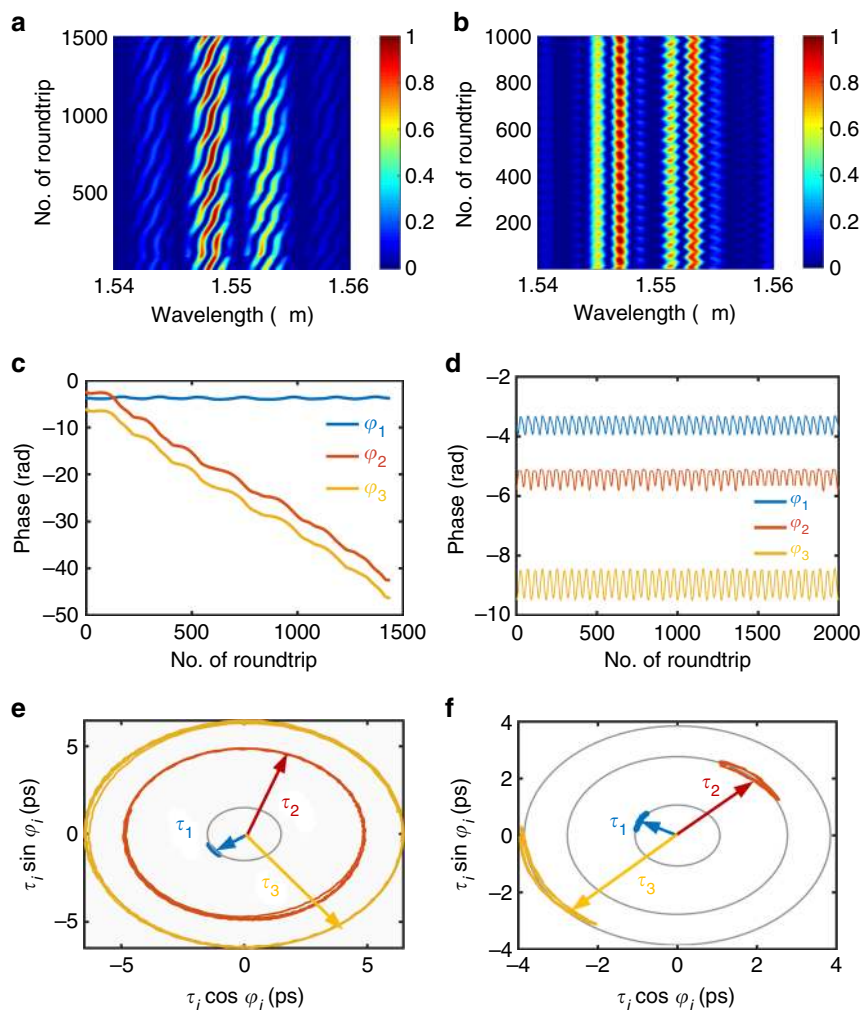 a
1500
1000
500
No. of roundtrip
1.54
1.55
1.56
Wavelength ( m)
1
0.8
0.6
0.4
0.2
0
b
1000
800
600
400
200
No. of roundtrip
1.54
1.55
1.56
Wavelength ( m)
1
0.8
0.6
0.4
0.2
0
c
0
−10
−20
−30
−40
−50
Phase (rad)
φ1
φ2
φ3
0
500
1000
1500
No. of roundtrip
d
−2
−4
−6
−8
−10
Phase (rad)
φ1
φ2
φ3
0
500
1000
1500
2000
No. of roundtrip
e
5
0
−5
τi sin φi (ps)
τ1
τ2
τ3
−5
0
5
τi cos φi (ps)
f
4
2
0
−2
−4
τi sin φi (ps)
τ1
τ2
τ3
−4
−2
0
2
4
τi cos φi (ps)